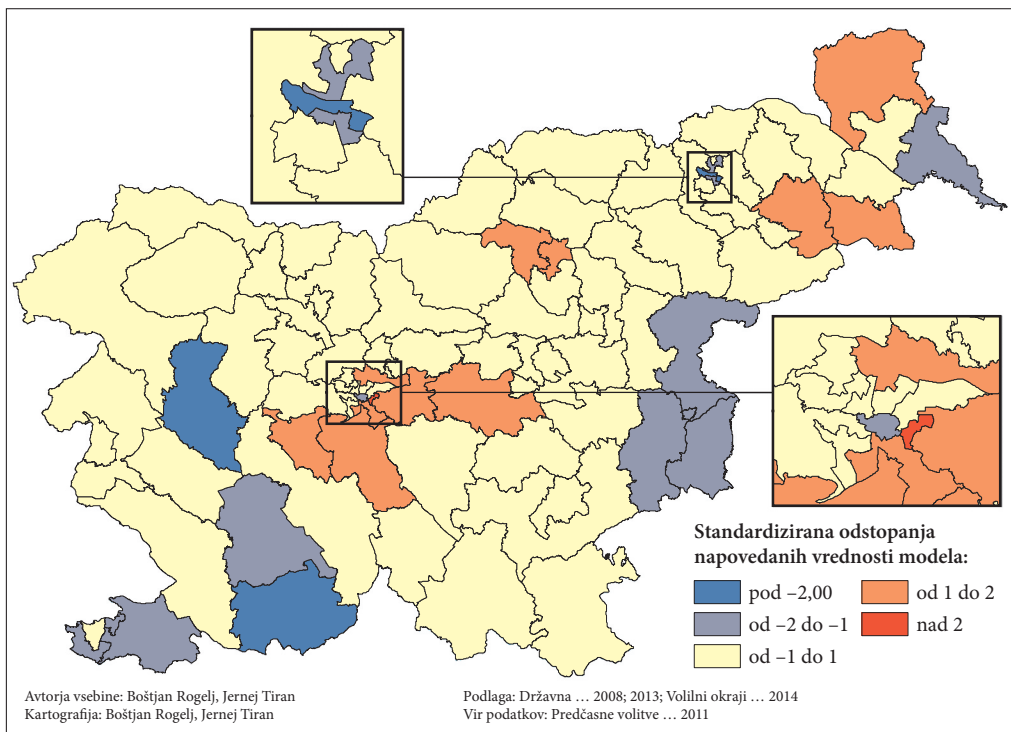 Standardizirana odstopanja
napovedanih vrednosti modela:
pod –2,00
od –2 do –1
od –1 do 1
od 1 do 2
nad 2
Avtorja vsebine: Boštjan Rogelj, Jernej Tiran
Kartografija: Boštjan Rogelj, Jernej Tiran
Podlaga: Državna … 2008; 2013; Volilni okraji … 2014
Vir podatkov: Predčasne volitve … 2011